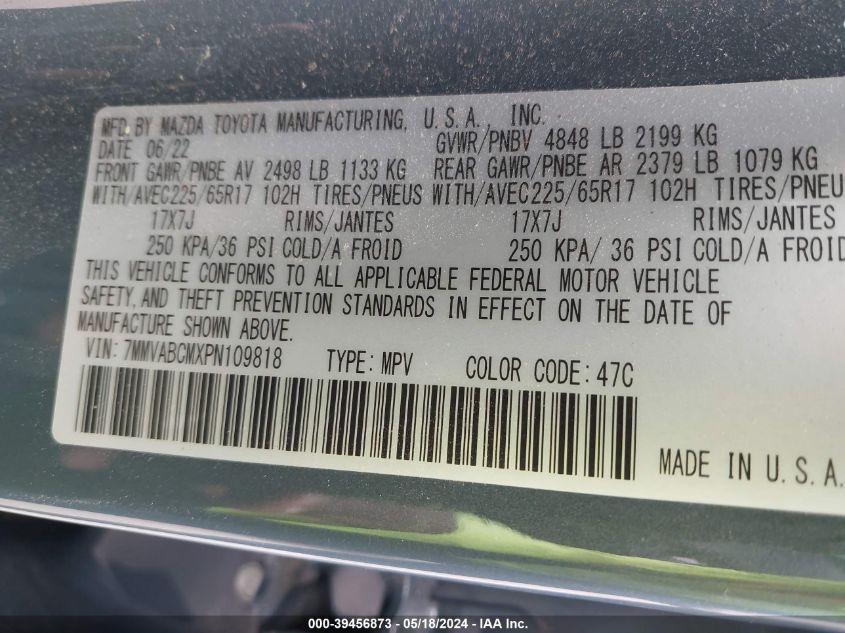 MFD. BY MAZDA TOYOTA MANUFACTURING, U.S.A., INC.
DATE 06/22 GVWR/PNBV 4848 LB 2199 KG
FRONT GAWR/PNBE AV 2498 LB 1133 KG REAR GAWR/PNBE AR 2379 LB 1079 KG
WITH/AVEC225/65R17 102H TIRES/PNEUS WITH/AVEC225/65R17 102H TIRES/PNEU
17X7J RIMS/JANTES 17X7J RIMS/JANTES
250 KPA/36 PSI COLD/A FROID 250 KPA/ 36 PSI COLD/A FROID
THIS VEHICLE CONFORMS TO ALL APPLICABLE FEDERAL MOTOR VEHICLE
SAFETY, AND THEFT PREVENTION STANDARDS IN EFFECT ON THE DATE OF
MANUFACTURE SHOWN ABOVE.
VIN: 7MMVABCMXPN109818 TYPE: MPV COLOR CODE: 47C
MADE IN U.S.A.
000-39456873 - 05/18/2024 - IAAI.COM